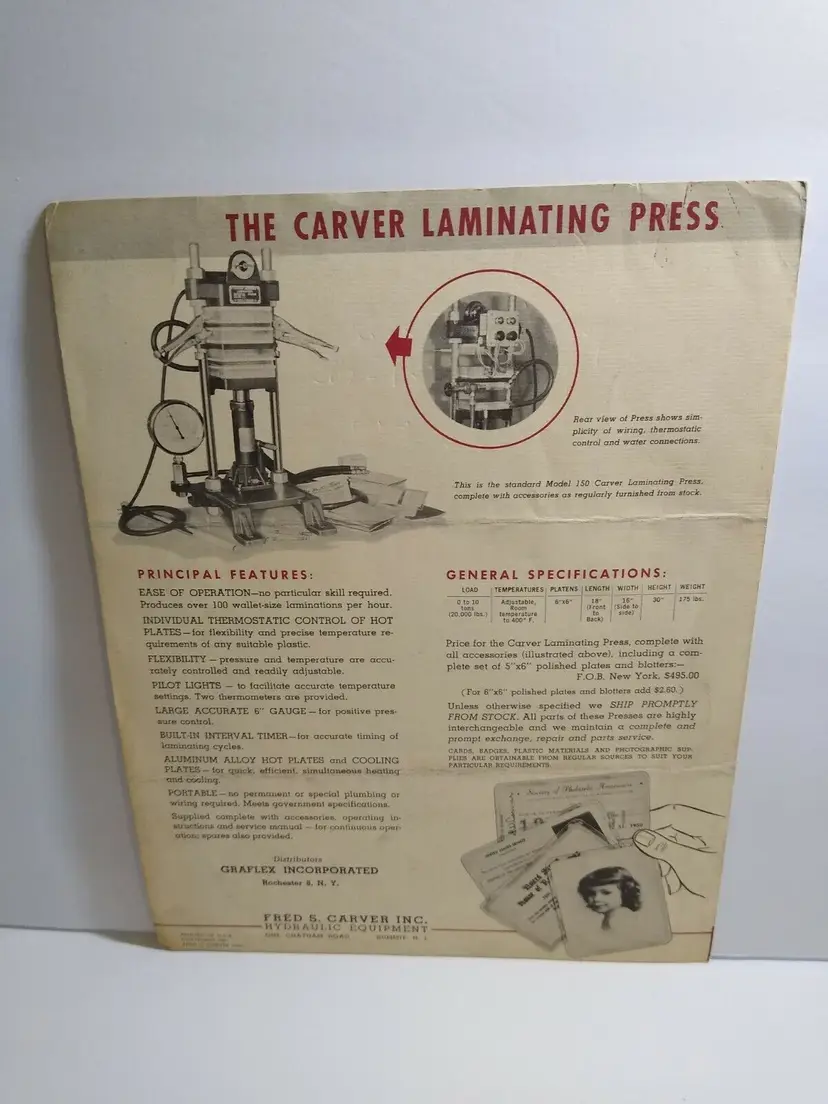 THE CARVER LAMINATING PRESS
Rear view of Press shows sim-
plicity of wiring, thermostatic
control and water connections.
This is the standard Model 150 Carver Laminating Press,
complete with accessories as regularly furnished from stock.
PRINCIPAL FEATURES:
EASE OF OPERATION—no particular skill required.
Produces over 100 wallet-size laminations per hour.
INDIVIDUAL THERMOSTATIC CONTROL OF HOT
PLATES—for flexibility and precise temperature re-
quirements of any suitable plastic.
FLEXIBILITY — pressure and temperature are accu-
rately controlled and readily adjustable.
PILOT LIGHTS — to facilitate accurate temperature
settings. Two thermometers are provided.
LARGE ACCURATE 6" GAUGE—for positive pres-
sure control.
BUILT-IN INTERVAL TIMER—for accurate timing of
laminating cycles.
ALUMINUM ALLOY HOT PLATES and COOLING
PLATES—for quick, efficient, simultaneous heating
and cooling.
PORTABLE—no permanent or special plumbing or
wiring required. Meets government specifications.
Supplied complete with accessories, operating in-
structions and service manual — for continuous oper-
ation; spares also provided.
Distributors
GRAFLEX INCORPORATED
Rochester 8, N. Y.
FRED S. CARVER INC.
HYDRAULIC EQUIPMENT
ONE CHATHAM ROAD, SUMMIT, N. J.
GENERAL SPECIFICATIONS:
LOAD TEMPERATURES PLATENS LENGTH WIDTH HEIGHT WEIGHT
0 to 10 Adjustable, 6"x6" 18" 16" 30" 175 lbs.
tons Room (Front (Side to
(20,000 lbs.) temperature to side)
to 400° F. Back)
Price for the Carver Laminating Press, complete with
all accessories (illustrated above), including a com-
plete set of 5"x6" polished plates and blotters:—
F.O.B. New York, $495.00
(For 6"x6" polished plates and blotters add $2.60.)
Unless otherwise specified we SHIP PROMPTLY
FROM STOCK. All parts of these Presses are highly
interchangeable and we maintain a complete and
prompt exchange, repair and parts service.
CARDS, BADGES, PLASTIC MATERIALS AND PHOTOGRAPHIC SUP-
PLIES ARE OBTAINABLE FROM REGULAR SOURCES TO SUIT YOUR
PARTICULAR REQUIREMENTS.
Society of